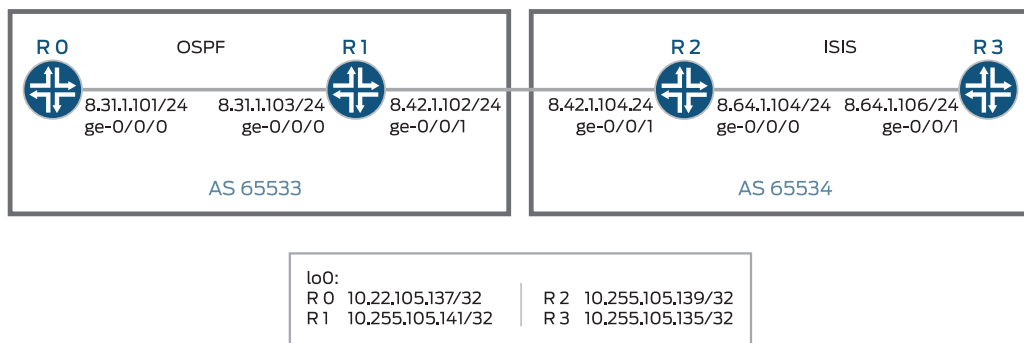 R 0
OSPF
R 1
R 2
ISIS
R 3
8.31.1.101/24
ge-0/0/0
8.31.1.103/24
ge-0/0/0
8.42.1.102/24
ge-0/0/1
8.42.1.104.24
ge-0/0/1
8.64.1.104/24
ge-0/0/0
8.64.1.106/24
ge-0/0/1
AS 65533
AS 65534
lo0:
R 0 10.22.105.137/32
R 1 10.255.105.141/32
R 2 10.255.105.139/32
R 3 10.255.105.135/32